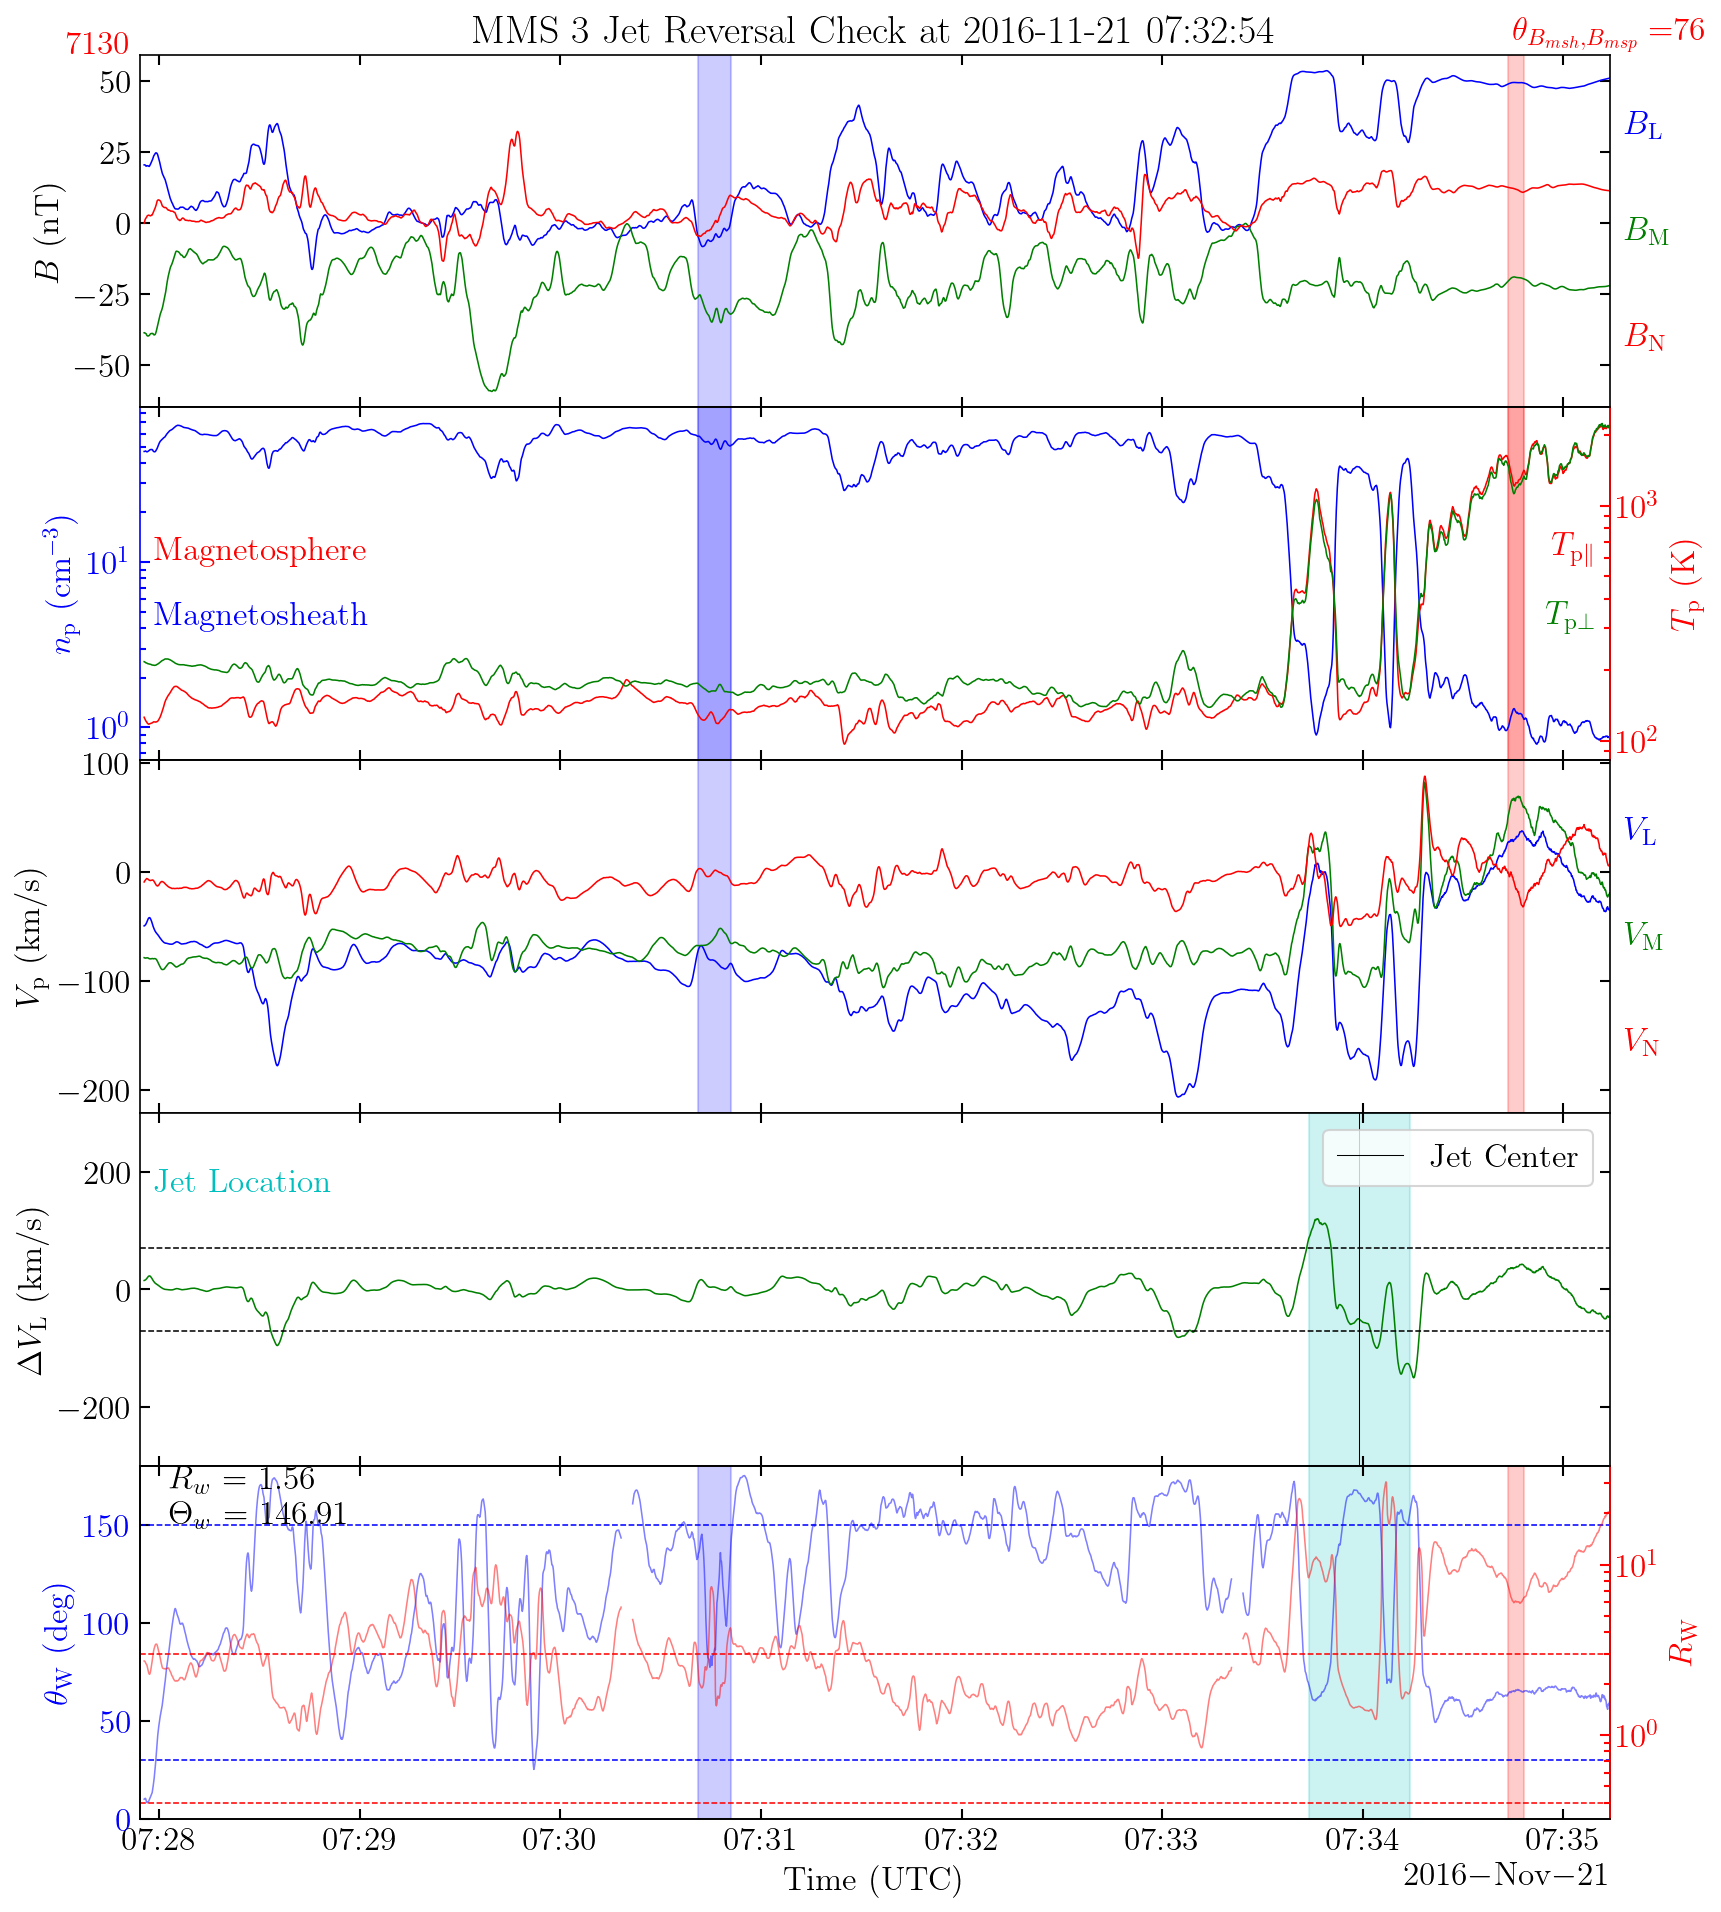 MMS 3 Jet Reversal Check at 2016-11-21 07:32:54
7130
θ_{B_{msh},B_{msp}} =76
50
25
0
−25
−50
B (nT)
B_L
B_M
B_N
10^1
10^0
n_p (cm^{−3})
Magnetosphere
Magnetosheath
T_{p∥}
T_{p⊥}
10^3
10^2
T_p (K)
100
0
−100
−200
V_p (km/s)
V_L
V_M
V_N
200
0
−200
ΔV_L (km/s)
Jet Location
Jet Center
R_w = 1.56
Θ_w = 146.91
150
100
50
0
θ_W (deg)
10^1
10^0
R_W
07:28 07:29 07:30 07:31 07:32 07:33 07:34 07:35
Time (UTC)
2016−Nov−21